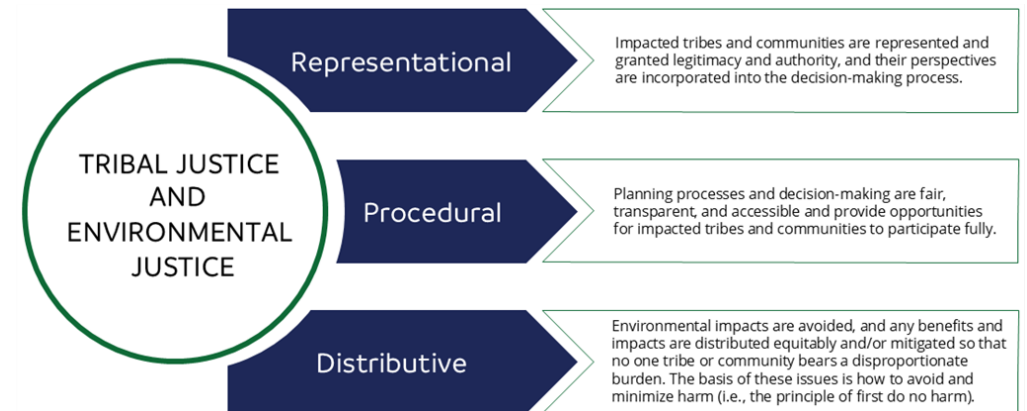 TRIBAL JUSTICE
AND
ENVIRONMENTAL
JUSTICE
Representational
Impacted tribes and communities are represented and
granted legitimacy and authority, and their perspectives
are incorporated into the decision-making process.
Procedural
Planning processes and decision-making are fair,
transparent, and accessible and provide opportunities
for impacted tribes and communities to participate fully.
Distributive
Environmental impacts are avoided, and any benefits and
impacts are distributed equitably and/or mitigated so that
no one tribe or community bears a disproportionate
burden. The basis of these issues is how to avoid and
minimize harm (i.e., the principle of first do no harm).